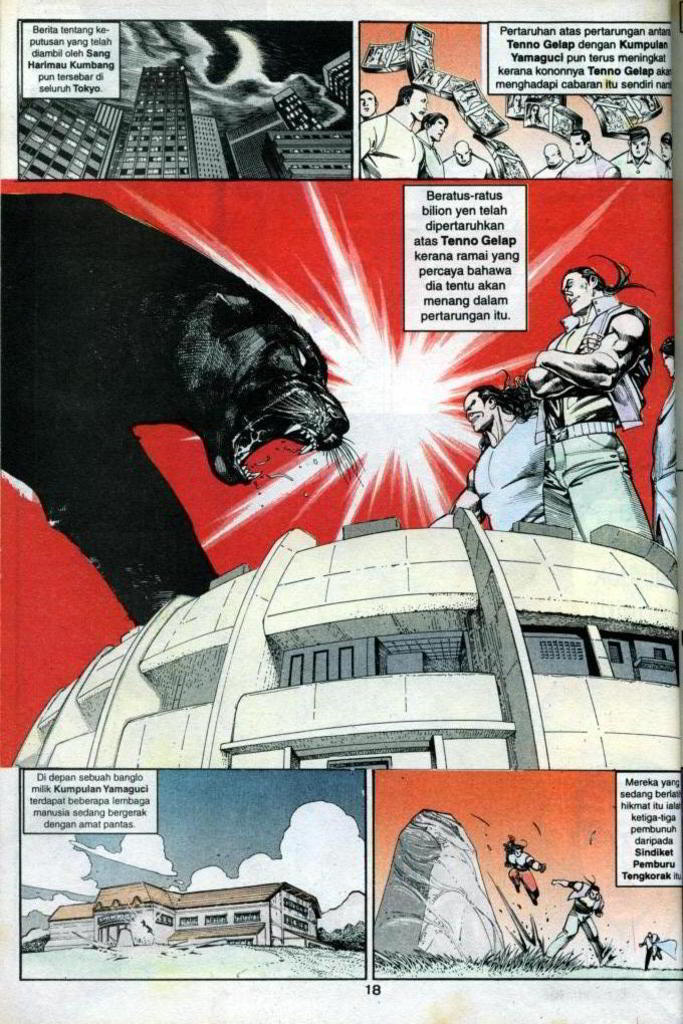 Berita tentang ke-
putusan yang telah
diambil oleh Sang
Harimau Kumbang
pun tersebar di
seluruh Tokyo.
Pertaruhan atas pertarungan antara
Tenno Gelap dengan Kumpulan
Yamaguci pun terus meningkat
kerana kononnya Tenno Gelap akan
menghadapi cabaran itu sendiri
Beratus-ratus
bilion yen telah
dipertaruhkan
atas Tenno Gelap
kerana ramai yang
percaya bahawa
dia tentu akan
menang dalam
pertarungan itu.
Di depan sebuah banglo
milik Kumpulan Yamaguci
terdapat beberapa lembaga
manusia sedang bergerak
dengan amat pantas.
Mereka yang
sedang berlatih
hikmat itu ialah
ketiga-tiga
pembunuh
daripada
Sindiket
Pemburu
Tengkorak itu
18